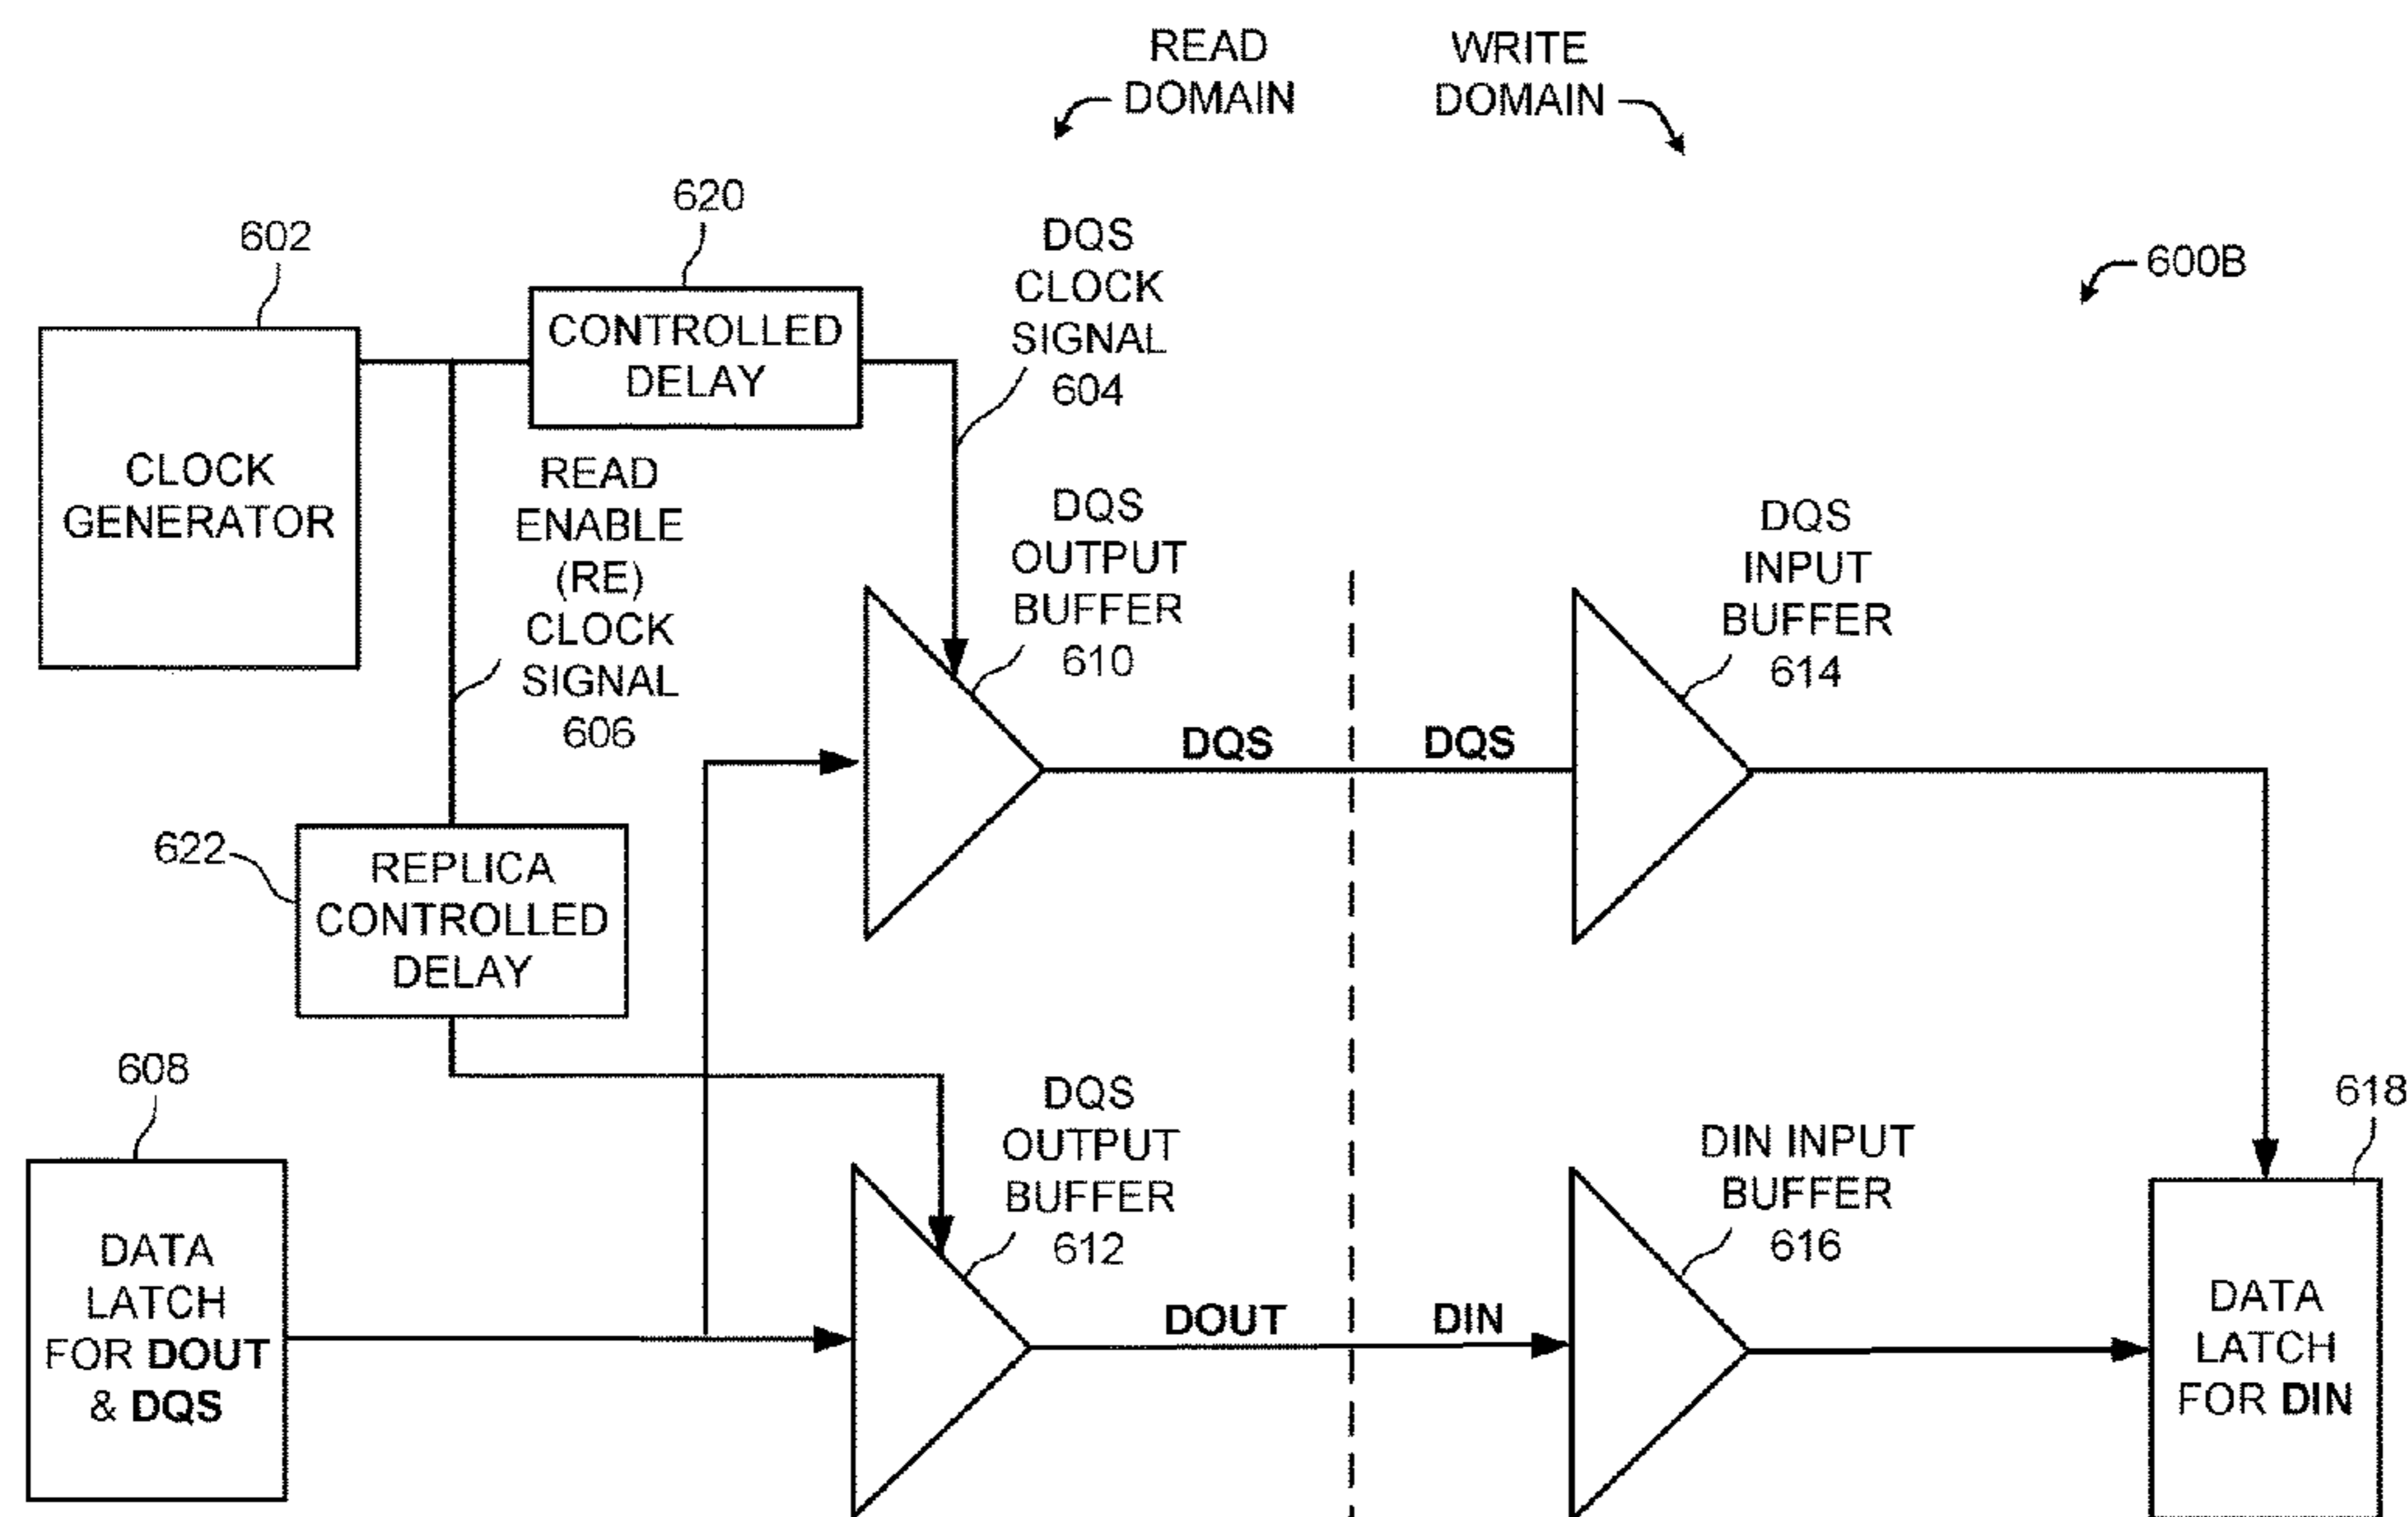 READ
DOMAIN
WRITE
DOMAIN
620
602
DQS
CLOCK
SIGNAL
604
600B
CONTROLLED
DELAY
CLOCK
GENERATOR
READ
ENABLE
(RE)
CLOCK
SIGNAL
606
DQS
OUTPUT
BUFFER
610
DQS
INPUT
BUFFER
614
DQS
DQS
622
REPLICA
CONTROLLED
DELAY
608
DQS
OUTPUT
BUFFER
612
DIN INPUT
BUFFER
616
618
DATA
LATCH
FOR DOUT
& DQS
DOUT
DIN
DATA
LATCH
FOR DIN